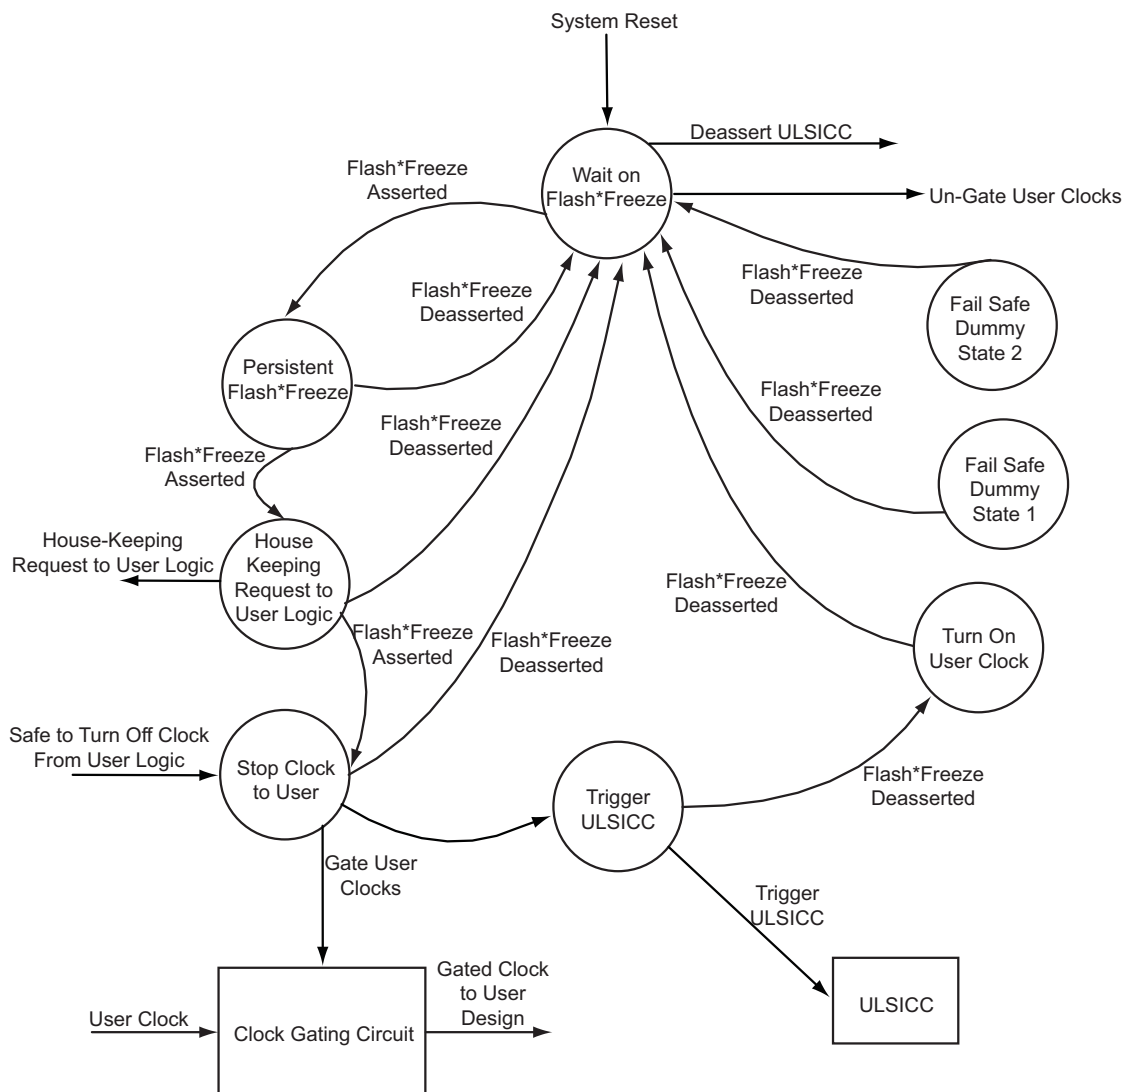 System Reset
Deassert ULSICC
Wait on
Flash*Freeze
Un-Gate User Clocks
Flash*Freeze
Asserted
Flash*Freeze
Deasserted
Fail Safe
Dummy
State 2
Flash*Freeze
Deasserted
Persistent
Flash*Freeze
Flash*Freeze
Deasserted
Flash*Freeze
Deasserted
Flash*Freeze
Asserted
Fail Safe
Dummy
State 1
House-Keeping
Request to User Logic
House
Keeping
Request to
User Logic
Flash*Freeze
Deasserted
Flash*Freeze
Asserted
Flash*Freeze
Deasserted
Turn On
User Clock
Safe to Turn Off Clock
From User Logic
Stop Clock
to User
Trigger
ULSICC
Flash*Freeze
Deasserted
Gate User
Clocks
Trigger
ULSICC
Gated Clock
to User
Design
User Clock
Clock Gating Circuit
ULSICC